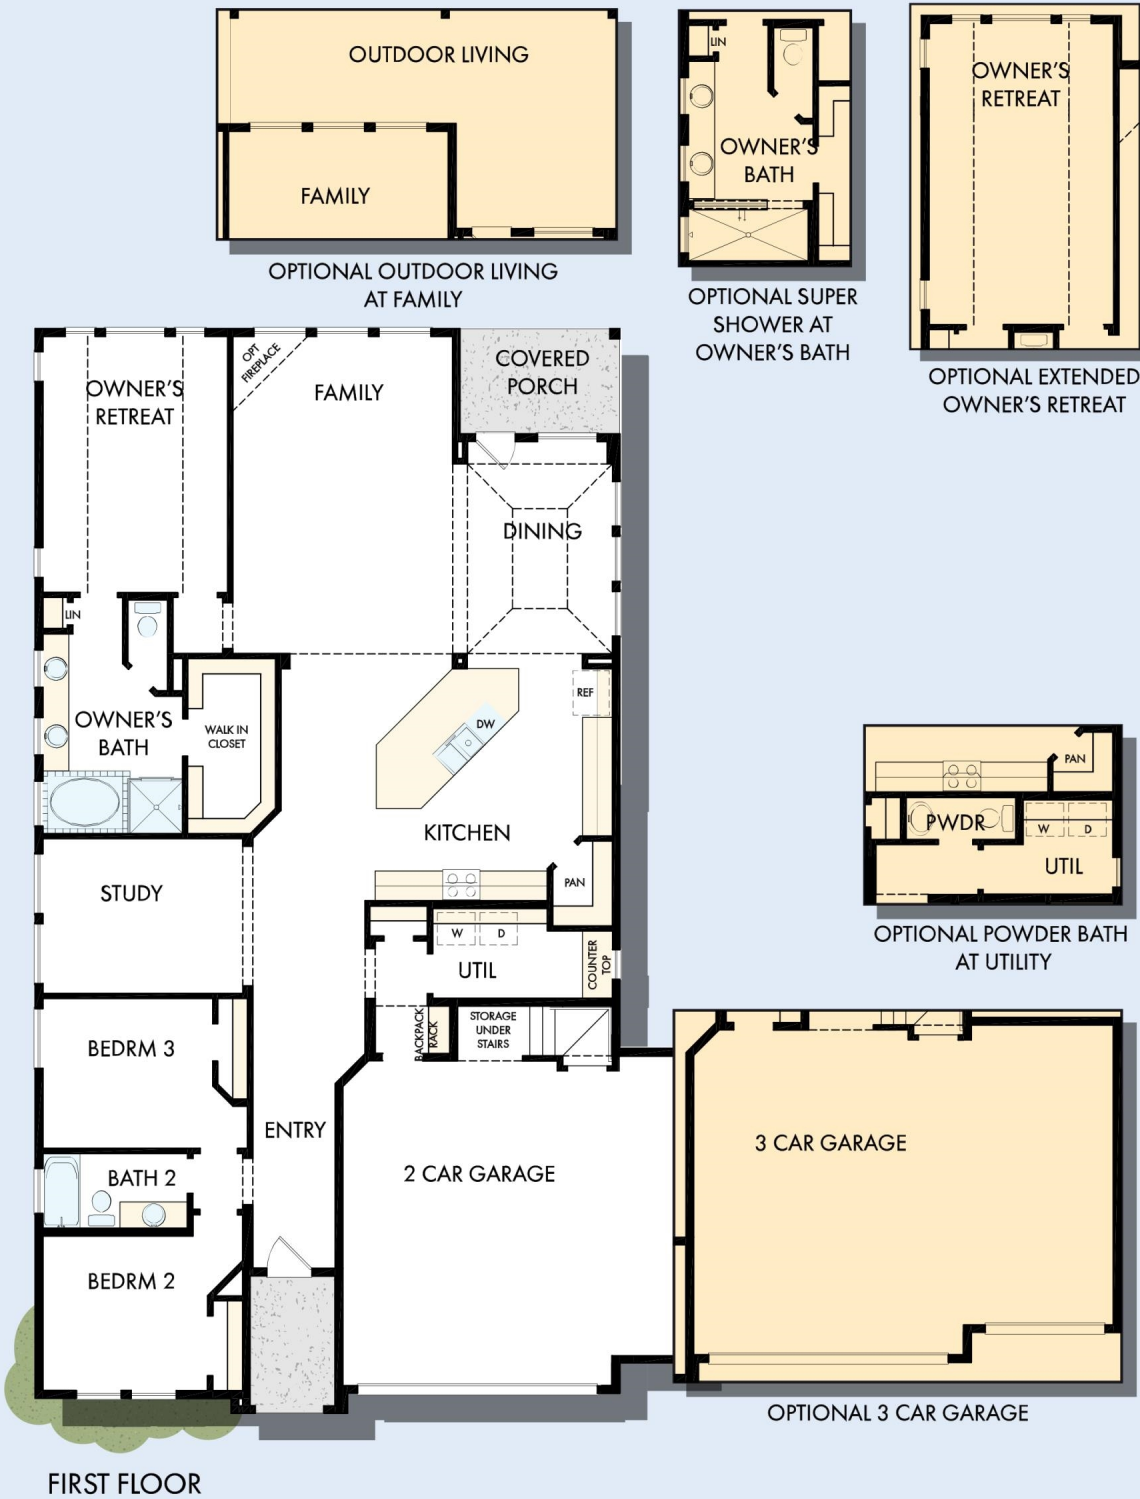 OUTDOOR LIVING
FAMILY
OPTIONAL OUTDOOR LIVING
AT FAMILY
LIN
OWNER'S
BATH
OPTIONAL SUPER
SHOWER AT
OWNER'S BATH
OWNER'S
RETREAT
OPTIONAL EXTENDED
OWNER'S RETREAT
OWNER'S
RETREAT
OPT
FIREPLACE
FAMILY
COVERED
PORCH
DINING
LIN
OWNER'S
BATH
WALK IN
CLOSET
REF
DW
KITCHEN
PAN
STUDY
W
D
UTIL
COUNTER
TOP
BACKPACK
RACK
STORAGE
UNDER
STAIRS
BEDRM 3
ENTRY
BATH 2
2 CAR GARAGE
BEDRM 2
PAN
PWDR
W
D
UTIL
OPTIONAL POWDER BATH
AT UTILITY
3 CAR GARAGE
OPTIONAL 3 CAR GARAGE
FIRST FLOOR